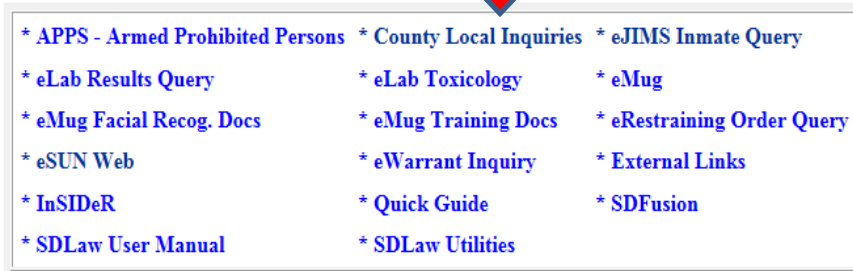 * APPS - Armed Prohibited Persons * County Local Inquiries * eJIMS Inmate Query
* eLab Results Query * eLab Toxicology * eMug
* eMug Facial Recog. Docs * eMug Training Docs * eRestraining Order Query
* eSUN Web * eWarrant Inquiry * External Links
* InSIDeR * Quick Guide * SDFusion
* SDLaw User Manual * SDLaw Utilities